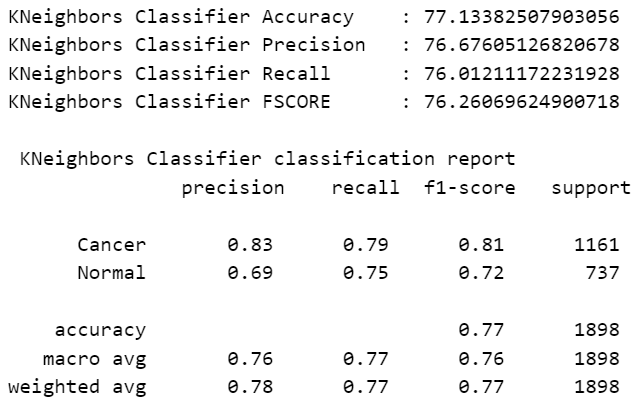 KNeighbors Classifier Accuracy    : 77.13382507903056
KNeighbors Classifier Precision   : 76.67605126820678
KNeighbors Classifier Recall      : 76.01211172231928
KNeighbors Classifier FSCORE      : 76.26069624900718
KNeighbors Classifier classification report
precision    recall  f1-score   support
Cancer       0.83      0.79      0.81      1161
Normal       0.69      0.75      0.72       737
accuracy                           0.77      1898
macro avg       0.76      0.77      0.76      1898
weighted avg       0.78      0.77      0.77      1898